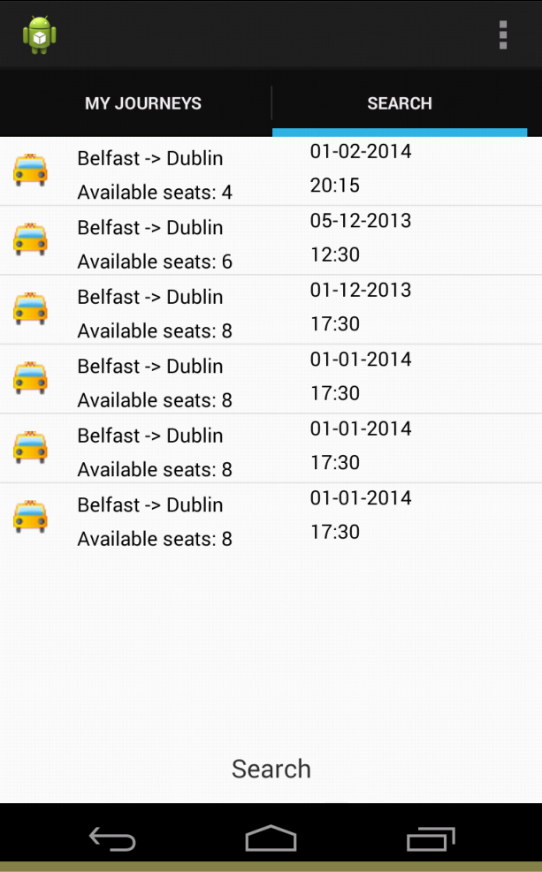 MY JOURNEYS
SEARCH
Belfast -> Dublin
01-02-2014
Available seats: 4
20:15
Belfast -> Dublin
05-12-2013
Available seats: 6
12:30
Belfast -> Dublin
01-12-2013
Available seats: 8
17:30
Belfast -> Dublin
01-01-2014
Available seats: 8
17:30
Belfast -> Dublin
01-01-2014
Available seats: 8
17:30
Belfast -> Dublin
01-01-2014
Available seats: 8
17:30
Search